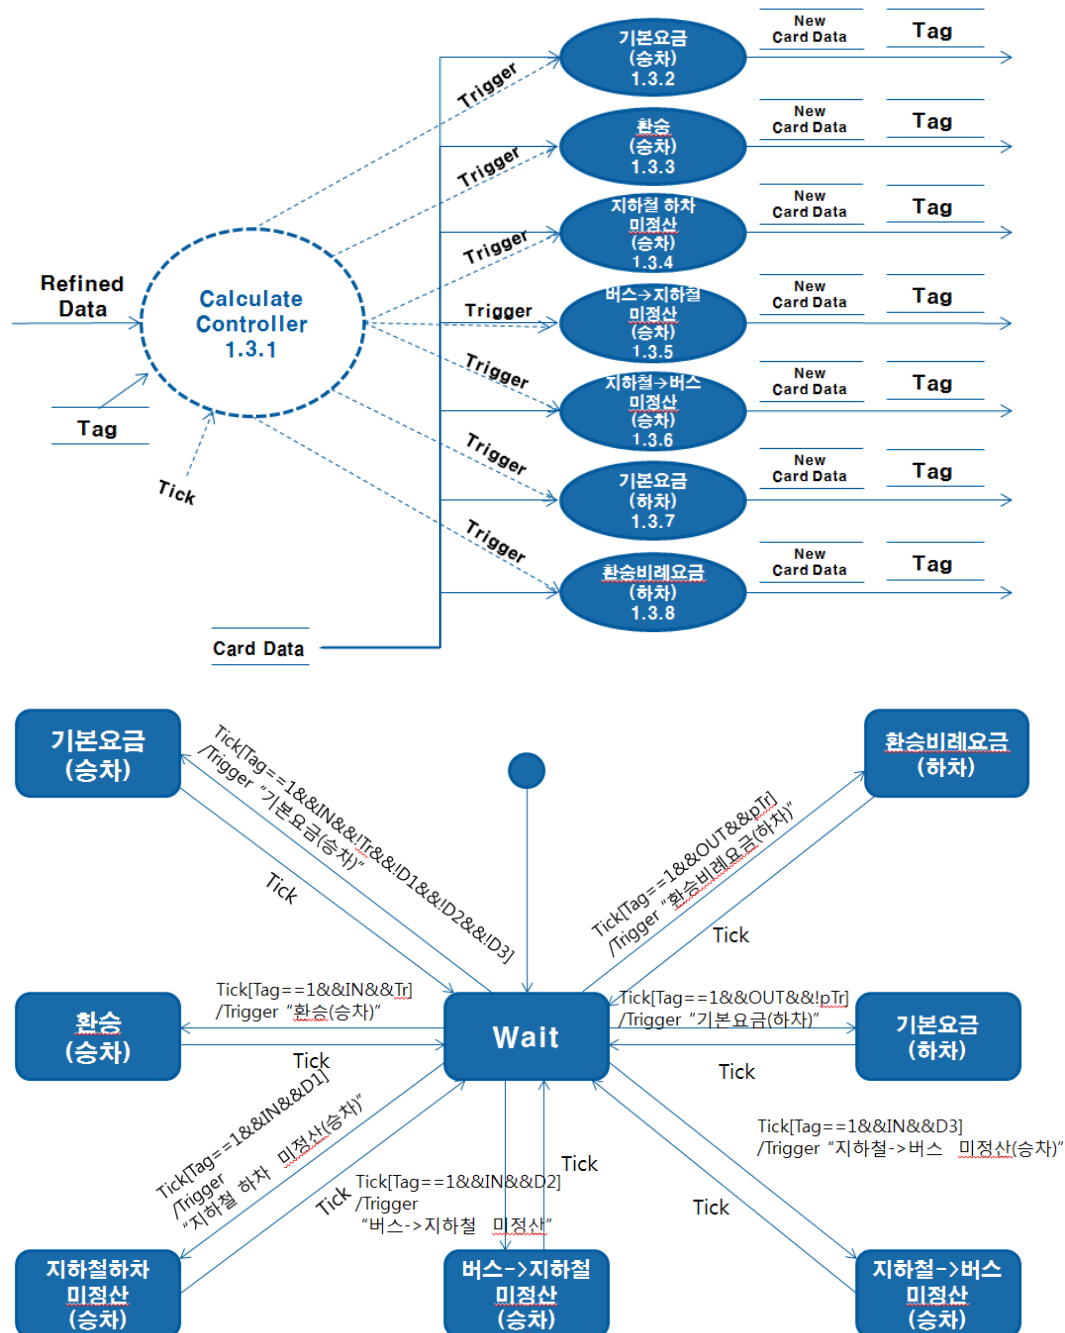 기본요금
(승차)
1.3.2
New
Card Data
Tag
Trigger
환승
(승차)
1.3.3
New
Card Data
Tag
Trigger
지하철 하차
미정산
(승차)
1.3.4
New
Card Data
Tag
Trigger
Refined
Data
Calculate
Controller
1.3.1
버스→지하철
미정산
(승차)
1.3.5
New
Card Data
Tag
Trigger
지하철→버스
미정산
(승차)
1.3.6
New
Card Data
Tag
Trigger
Tag
Tick
기본요금
(하차)
1.3.7
New
Card Data
Tag
Trigger
환승비례요금
(하차)
1.3.8
New
Card Data
Tag
Trigger
Card Data
기본요금
(승차)
Tick[Tag==1&&IN&&!Tr&&!D1&&!D2&&!D3]
/Trigger "기본요금(승차)"
Tick
환승비례요금
(하차)
Tick[Tag==1&&OUT&&pTr]
/Trigger "환승비례요금(하차)"
Tick
환승
(승차)
Tick[Tag==1&&IN&&Tr]
/Trigger "환승(승차)"
Tick
Wait
Tick[Tag==1&&OUT&&!pTr]
/Trigger "기본요금(하차)"
Tick
기본요금
(하차)
Tick[Tag==1&&IN&&D1]
/Trigger
"지하철 하차 미정산(승차)"
Tick
Tick[Tag==1&&IN&&D2]
/Trigger
"버스->지하철 미정산"
Tick
Tick[Tag==1&&IN&&D3]
/Trigger "지하철->버스 미정산(승차)"
Tick
지하철하차
미정산
(승차)
버스->지하철
미정산
(승차)
지하철->버스
미정산
(승차)